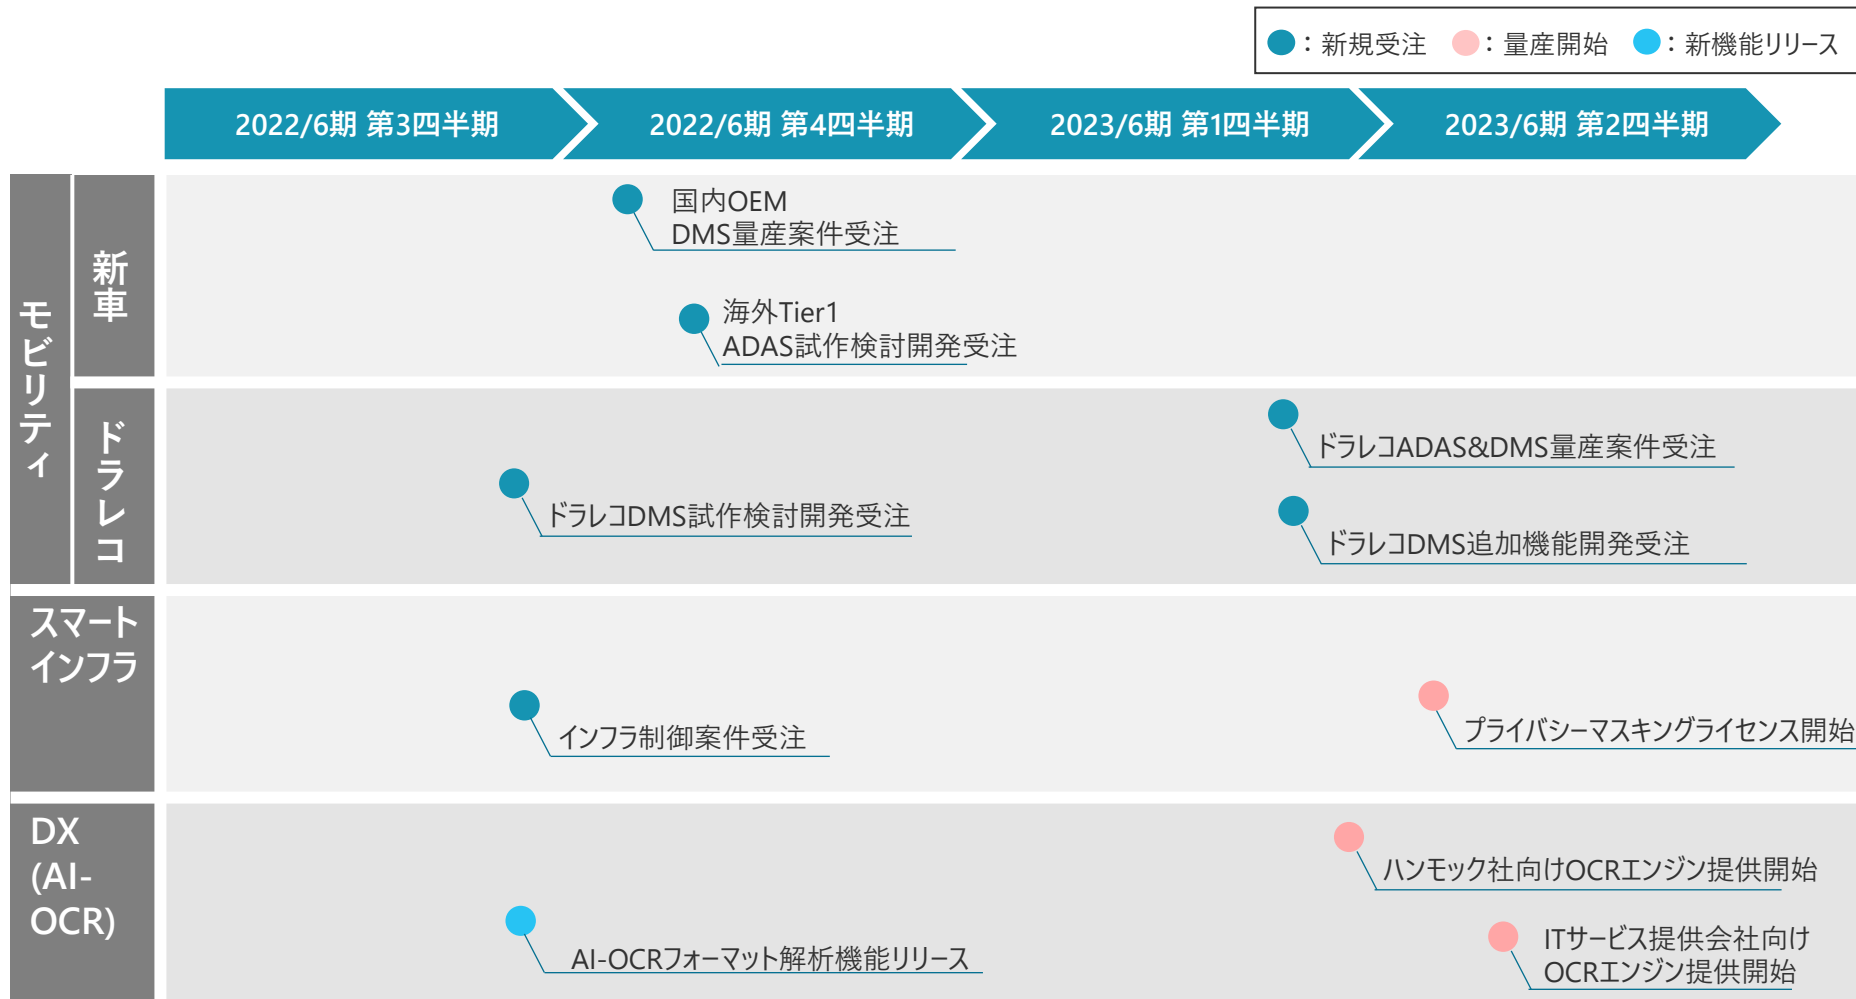 ：新規受注 ：量産開始 ：新機能リリース
2022/6期 第3四半期 2022/6期 第4四半期 2023/6期 第1四半期 2023/6期 第2四半期
モビリティ
新車
国内OEM
DMS量産案件受注
海外Tier1
ADAS試作検討開発受注
ドラレコ
ドラレコADAS&DMS量産案件受注
ドラレコDMS試作検討開発受注
ドラレコDMS追加機能開発受注
スマート
インフラ
インフラ制御案件受注
プライバシーマスキングライセンス開始
DX
(AI-
OCR)
ハンモック社向けOCRエンジン提供開始
AI-OCRフォーマット解析機能リリース
ITサービス提供会社向け
OCRエンジン提供開始